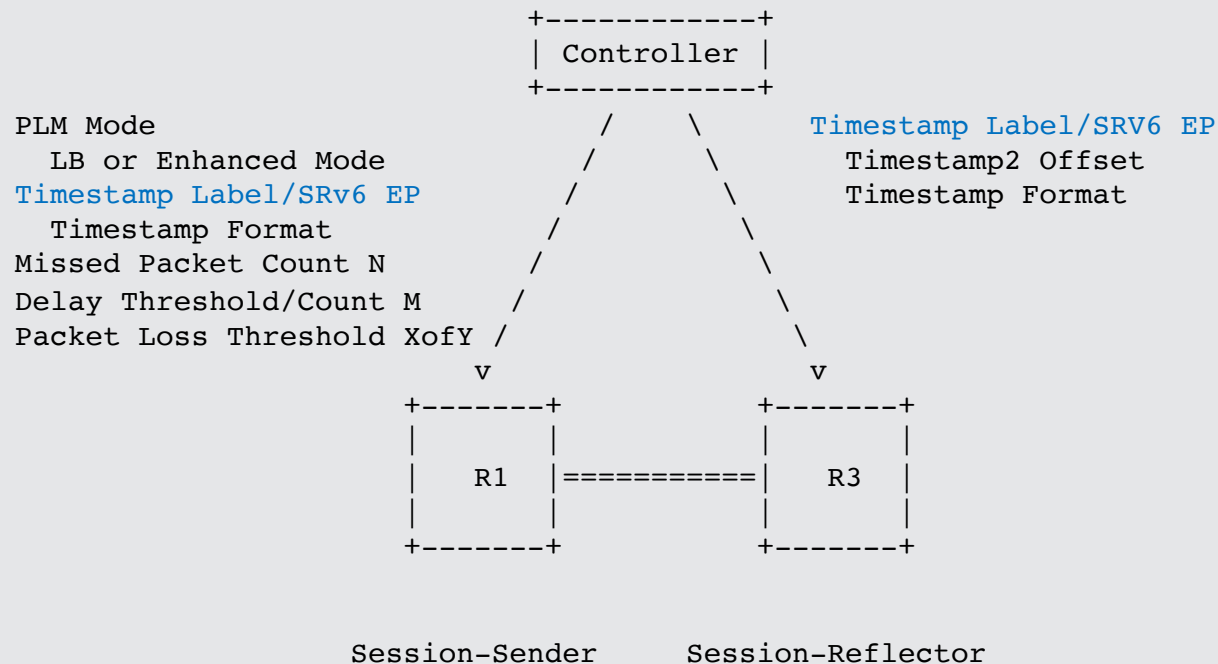 Controller
PLM Mode
LB or Enhanced Mode
Timestamp Label/SRv6 EP
Timestamp Format
Missed Packet Count N
Delay Threshold/Count M
Packet Loss Threshold XofY
Timestamp Label/SRV6 EP
Timestamp2 Offset
Timestamp Format
R1
R3
Session-Sender
Session-Reflector